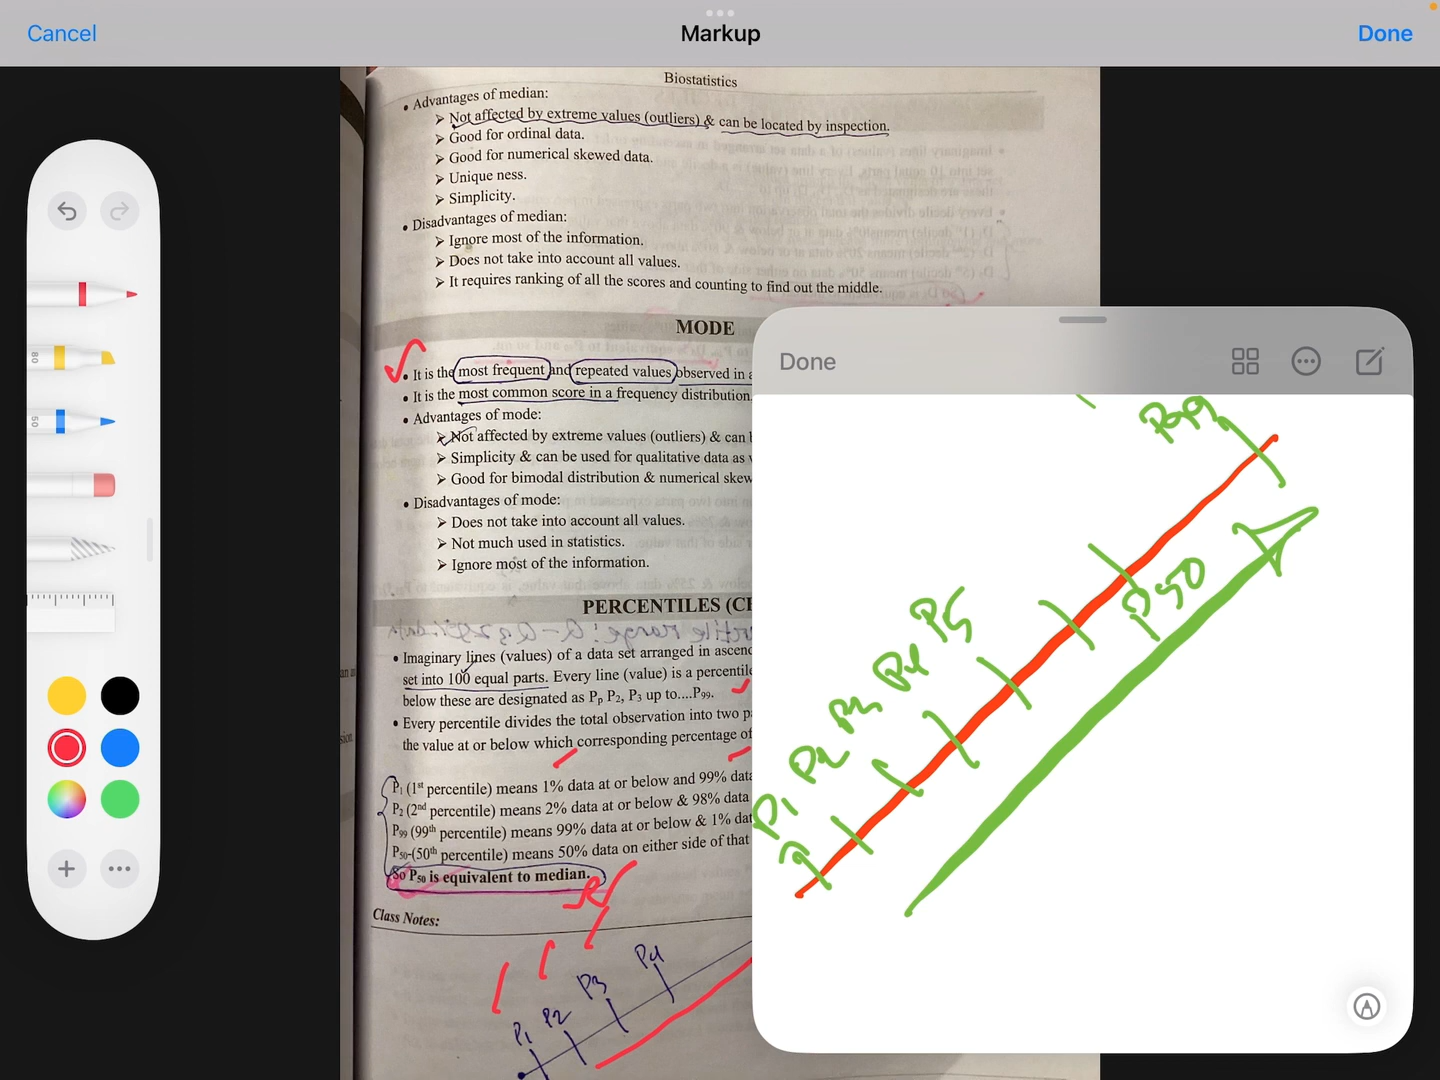 Cancel
Markup
Done
Biostatistics
• Advantages of median:
➤ Not affected by extreme values (outliers) & can be located by inspection.
➤ Good for ordinal data.
➤ Good for numerical skewed data.
➤ Unique ness.
➤ Simplicity.
• Disadvantages of median:
➤ Ignore most of the information.
➤ Does not take into account all values.
➤ It requires ranking of all the scores and counting to find out the middle.
MODE
• It is the most frequent and repeated values observed in a
• It is the most common score in a frequency distribution.
• Advantages of mode:
➤ Not affected by extreme values (outliers) & can
➤ Simplicity & can be used for qualitative data as
➤ Good for bimodal distribution & numerical skew
• Disadvantages of mode:
➤ Does not take into account all values.
➤ Not much used in statistics.
➤ Ignore most of the information.
PERCENTILES (CE
• Imaginary lines (values) of a data set arranged in ascen
set into 100 equal parts. Every line (value) is a percentile
below these are designated as Pₚ P₂, P₃ up to....P₉₉.
• Every percentile divides the total observation into two p
the value at or below which corresponding percentage of
P₁ (1st percentile) means 1% data at or below and 99% data
P₂ (2nd percentile) means 2% data at or below & 98% data
P₉₉ (99th percentile) means 99% data at or below & 1% dat
P₅₀-(50th percentile) means 50% data on either side of that
So P₅₀ is equivalent to median.
Class Notes:
P1 P2 P3 P4
Done
P99
P50
P1 P2 P3 P4 P5
80
50